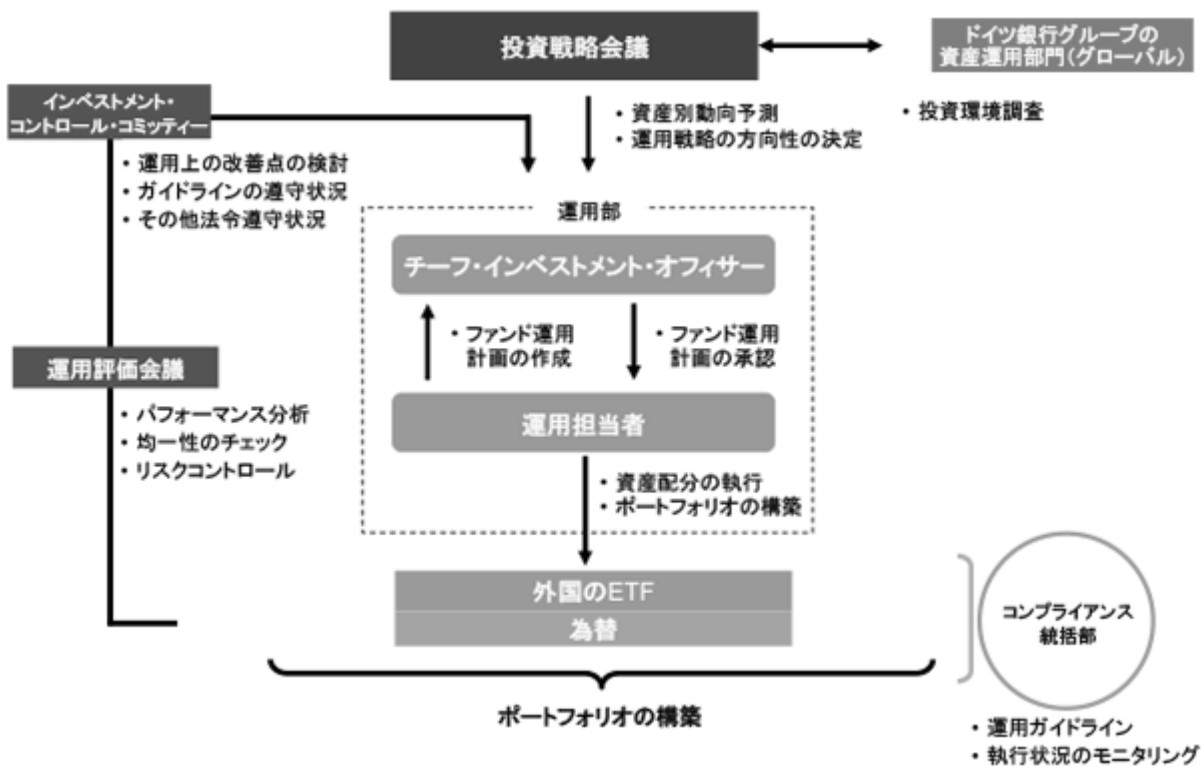 投資戦略会議
ドイツ銀行グループの
資産運用部門(グローバル)
・資産別動向予測
・運用戦略の方向性の決定
・投資環境調査
インベストメント・
コントロール・コミッティー
・運用上の改善点の検討
・ガイドラインの遵守状況
・その他法令遵守状況
運用部
チーフ・インベストメント・オフィサー
・ファンド運用
計画の作成
・ファンド運用
計画の承認
運用評価会議
・パフォーマンス分析
・均一性のチェック
・リスクコントロール
運用担当者
・資産配分の執行
・ポートフォリオの構築
外国のETF
為替
ポートフォリオの構築
コンプライアンス
統括部
・運用ガイドライン
・執行状況のモニタリング